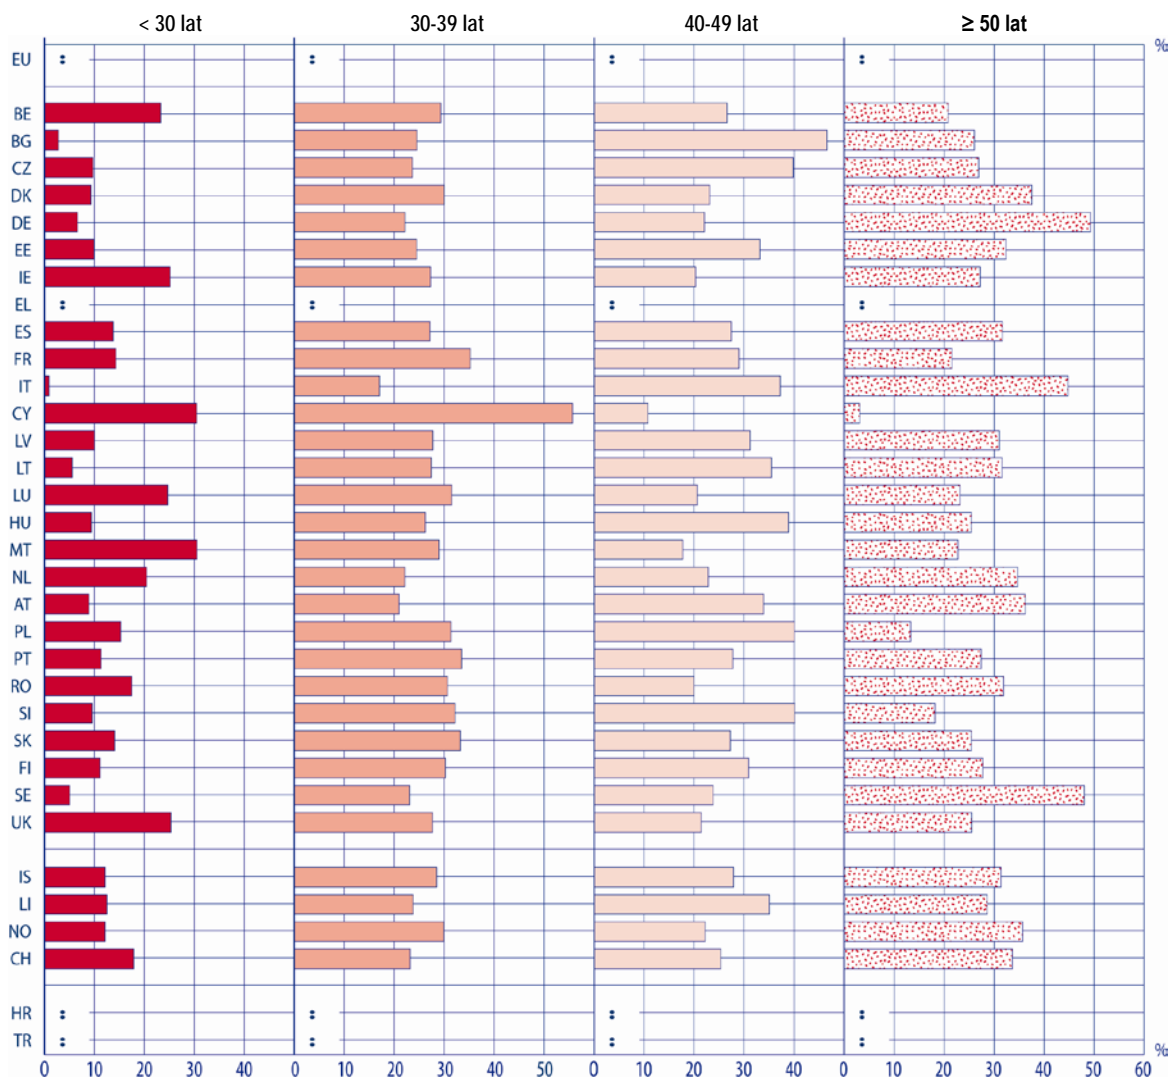 < 30 lat 30-39 lat 40-49 lat ≥ 50 lat
%
EU
BE
BG
CZ
DK
DE
EE
IE
EL
ES
FR
IT
CY
LV
LT
LU
HU
MT
NL
AT
PL
PT
RO
SI
SK
FI
SE
UK
IS
LI
NO
CH
HR
TR
%
0 10 20 30 40 0 10 20 30 40 50 0 10 20 30 40 0 10 20 30 40 50 60